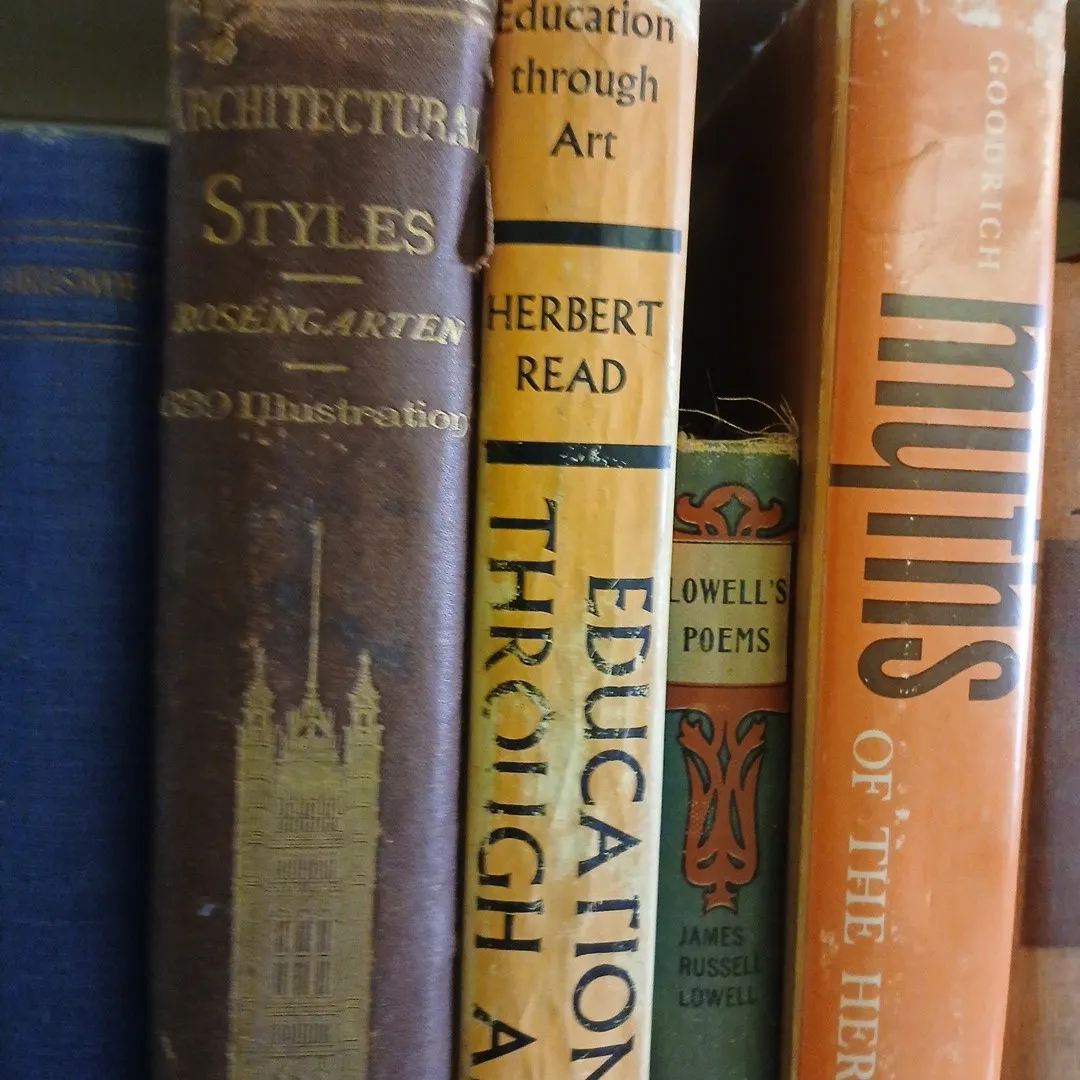 ARCHITECTURAL
STYLES
ROSENGARTEN
639 Illustration
Education
through
Art
HERBERT
READ
EDUCATION
THROUGH A
LOWELL'S
POEMS
JAMES
RUSSELL
LOWELL
GOODRICH
myths
OF THE HER